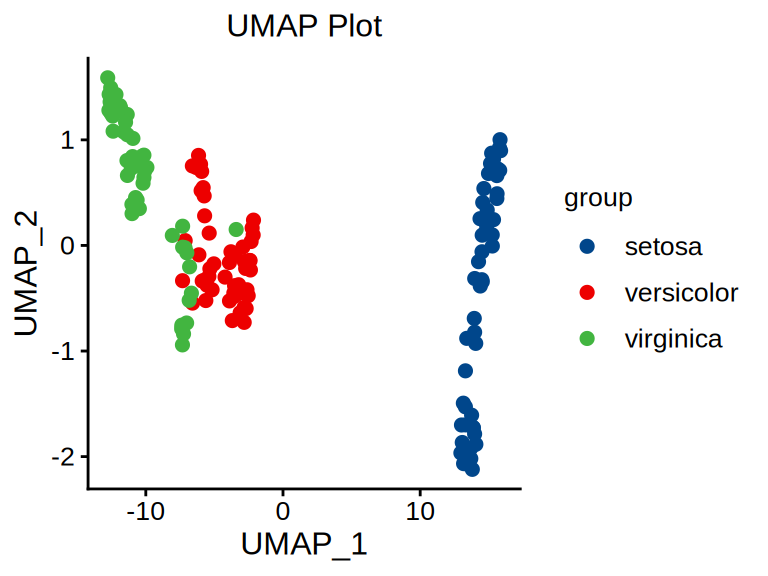 UMAP Plot
1
0
-1
-2
UMAP_2
-10 0 10
UMAP_1
group
setosa
versicolor
virginica